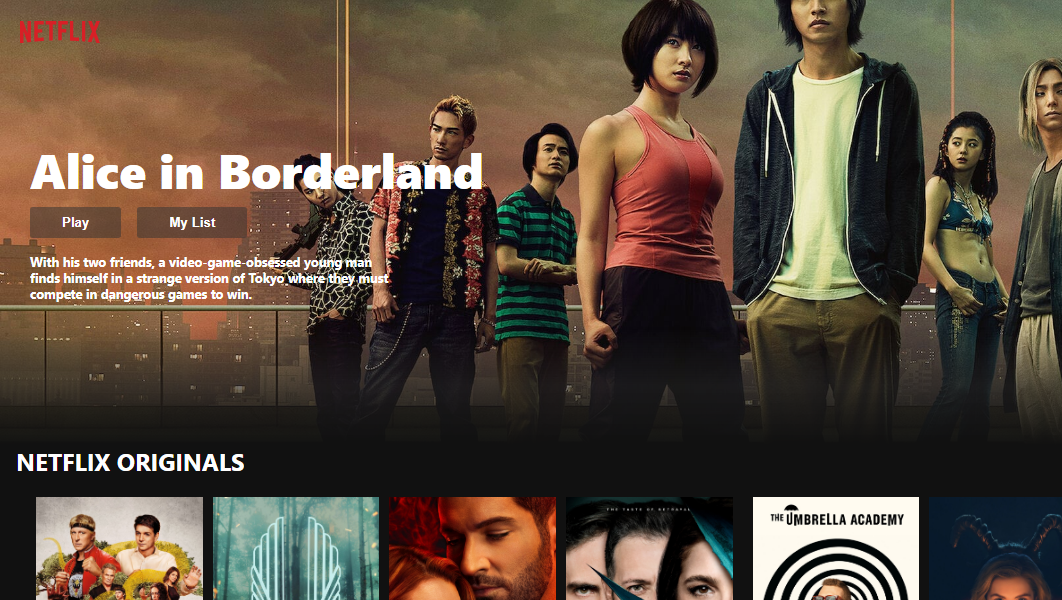 NETFLIX
Alice in Borderland
Play
My List
With his two friends, a video-game-obsessed young man
finds himself in a strange version of Tokyo where they must
compete in dangerous games to win.
NETFLIX ORIGINALS
THE TASTE OF BETRAYAL
THE UMBRELLA ACADEMY